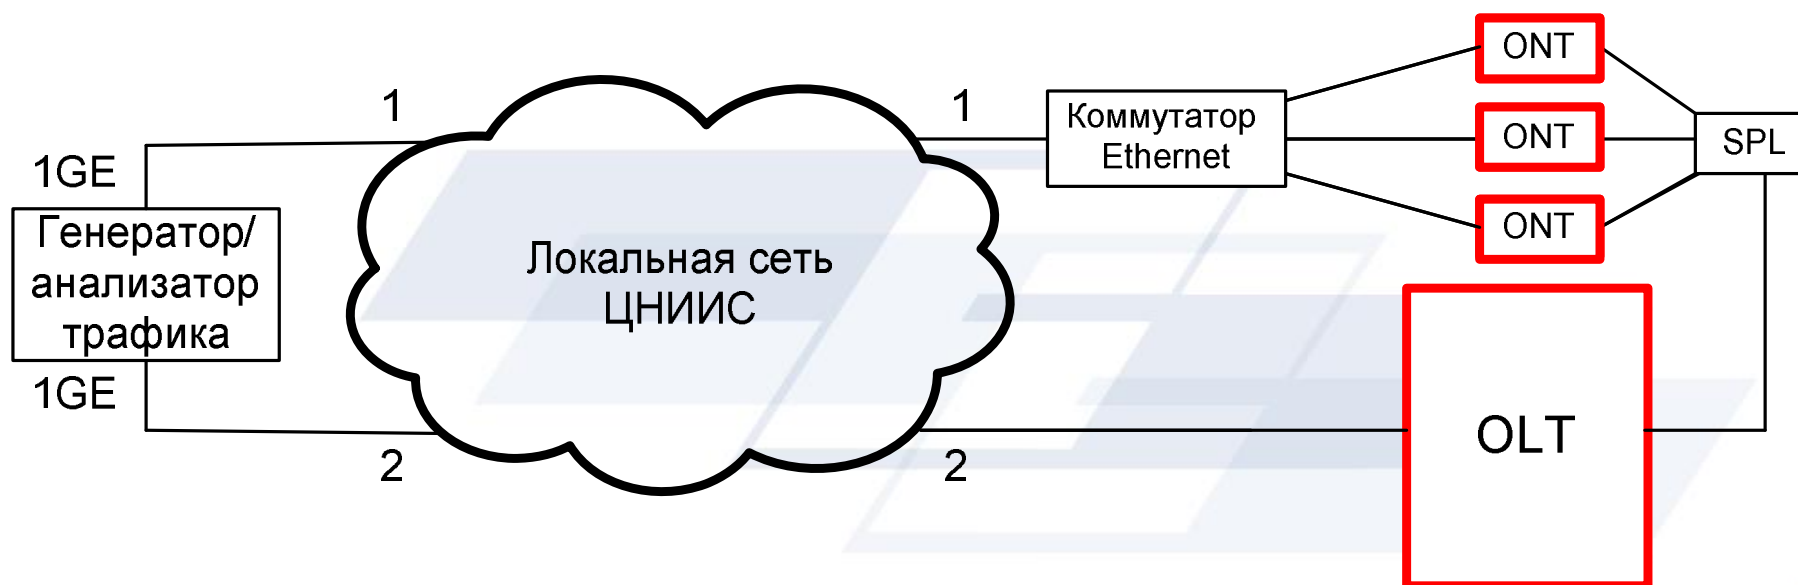 1
1GE
Генератор/
анализатор
трафика
1GE
2
Локальная сеть
ЦНИИС
1
2
Коммутатор
Ethernet
ONT
ONT
ONT
SPL
OLT